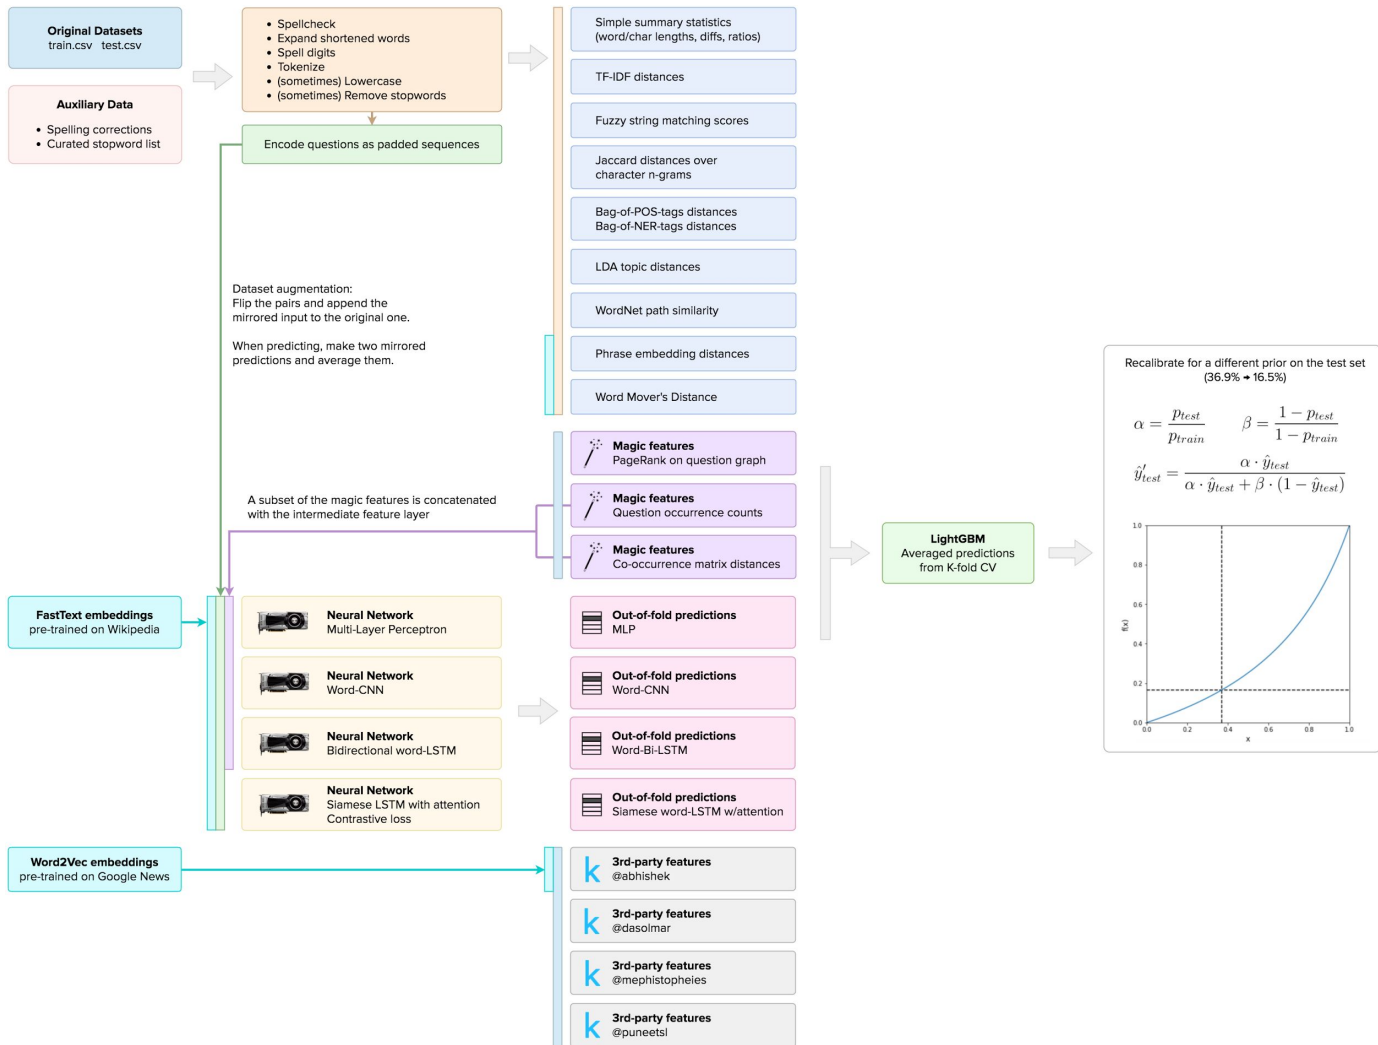 Original Datasets
train.csv test.csv
Auxiliary Data
• Spelling corrections
• Curated stopword list
• Spellcheck
• Expand shortened words
• Spell digits
• Tokenize
• (sometimes) Lowercase
• (sometimes) Remove stopwords
Encode questions as padded sequences
Simple summary statistics
(word/char lengths, diffs, ratios)
TF-IDF distances
Fuzzy string matching scores
Jaccard distances over
character n-grams
Bag-of-POS-tags distances
Bag-of-NER-tags distances
LDA topic distances
WordNet path similarity
Phrase embedding distances
Word Mover's Distance
Dataset augmentation:
Flip the pairs and append the
mirrored input to the original one.
When predicting, make two mirrored
predictions and average them.
Magic features
PageRank on question graph
Magic features
Question occurrence counts
Magic features
Co-occurrence matrix distances
A subset of the magic features is concatenated
with the intermediate feature layer
FastText embeddings
pre-trained on Wikipedia
Neural Network
Multi-Layer Perceptron
Neural Network
Word-CNN
Neural Network
Bidirectional word-LSTM
Neural Network
Siamese LSTM with attention
Contrastive loss
Out-of-fold predictions
MLP
Out-of-fold predictions
Word-CNN
Out-of-fold predictions
Word-Bi-LSTM
Out-of-fold predictions
Siamese word-LSTM w/attention
Word2Vec embeddings
pre-trained on Google News
k 3rd-party features
@abhishek
k 3rd-party features
@dasolmar
k 3rd-party features
@mephistopheies
k 3rd-party features
@puneetsl
LightGBM
Averaged predictions
from K-fold CV
Recalibrate for a different prior on the test set
(36.9% → 16.5%)
α = p_test / p_train   β = (1 − p_test) / (1 − p_train)
ŷ′_test = (α · ŷ_test) / (α · ŷ_test + β · (1 − ŷ_test))
1.0
0.8
0.6
f(x)
0.4
0.2
0.0
0.0 0.2 0.4 0.6 0.8 1.0
x